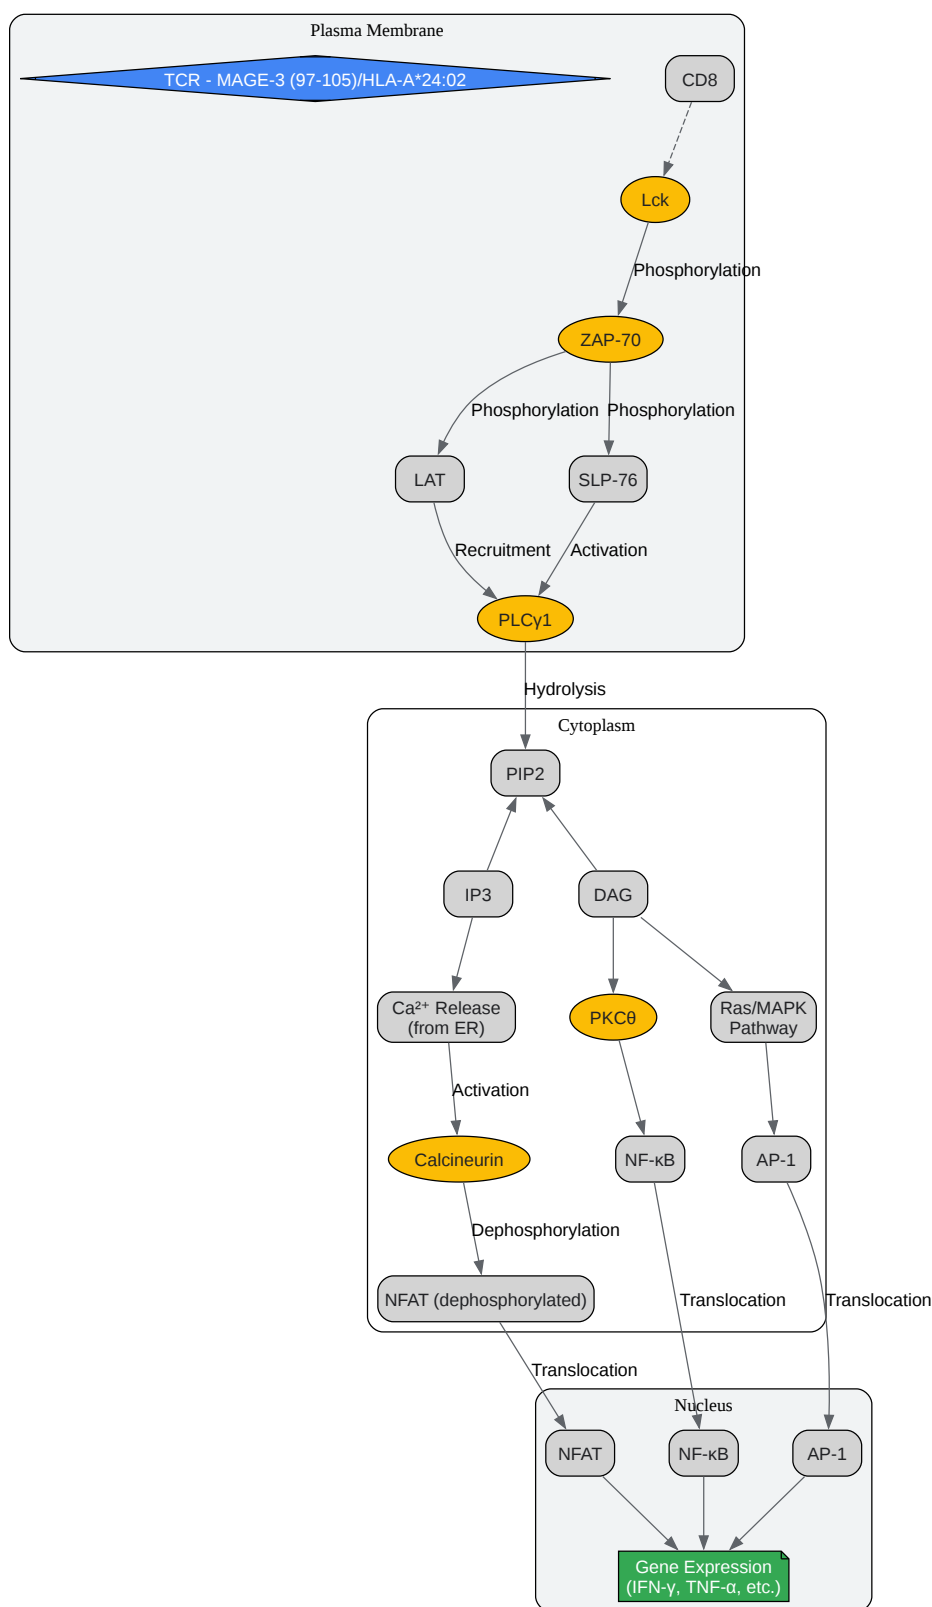 Plasma Membrane
TCR - MAGE-3 (97-105)/HLA-A*24:02
CD8
Lck
Phosphorylation
ZAP-70
Phosphorylation
Phosphorylation
LAT
SLP-76
Recruitment
Activation
PLCγ1
Hydrolysis
Cytoplasm
PIP2
IP3
DAG
Ca²⁺ Release
(from ER)
PKCθ
Ras/MAPK
Pathway
Activation
Calcineurin
NF-κB
AP-1
Dephosphorylation
NFAT (dephosphorylated)
Translocation
Translocation
Translocation
Nucleus
NFAT
NF-κB
AP-1
Gene Expression
(IFN-γ, TNF-α, etc.)